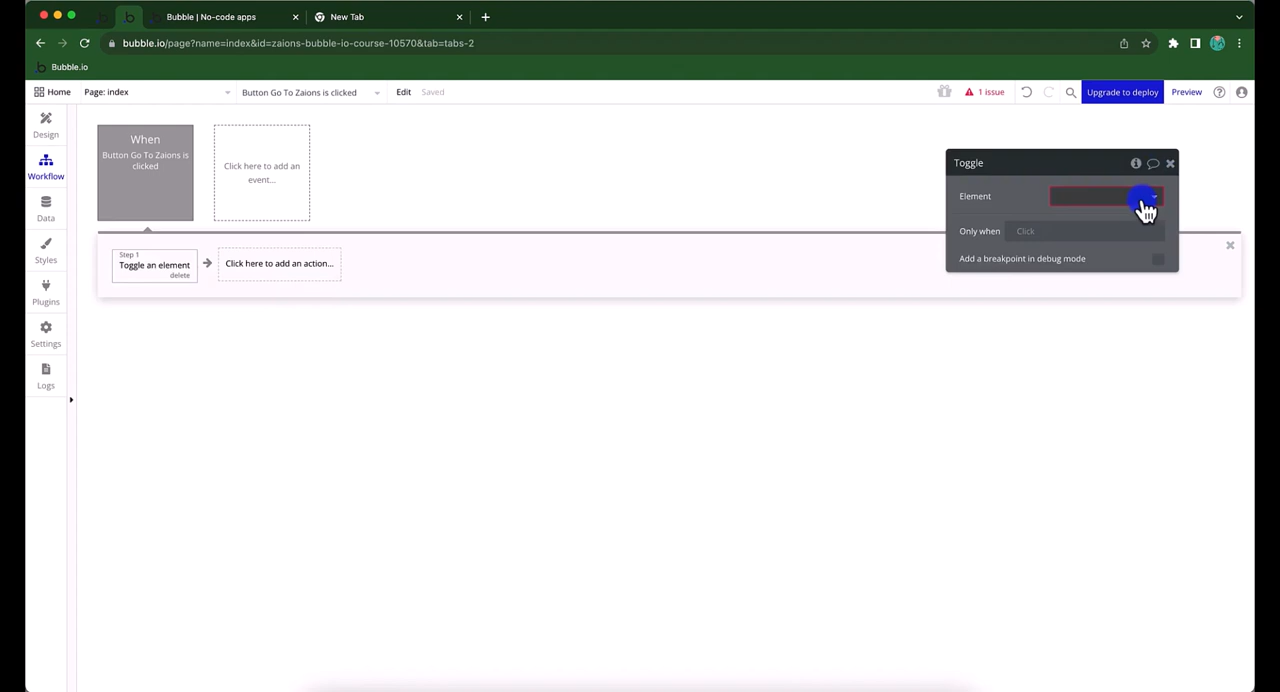 Bubble | No-code apps
New Tab
bubble.io/page?name=index&id=zaions-bubble-io-course-10570&tab=tabs-2
Bubble.io
Home
Page: index
Button Go To Zaions is clicked
Edit
Saved
1 issue
Upgrade to deploy
Preview
Design
Workflow
Data
Styles
Plugins
Settings
Logs
When
Button Go To Zaions is
clicked
Click here to add an
event...
Step 1
Toggle an element
delete
Click here to add an action...
Toggle
Element
Only when
Click
Add a breakpoint in debug mode